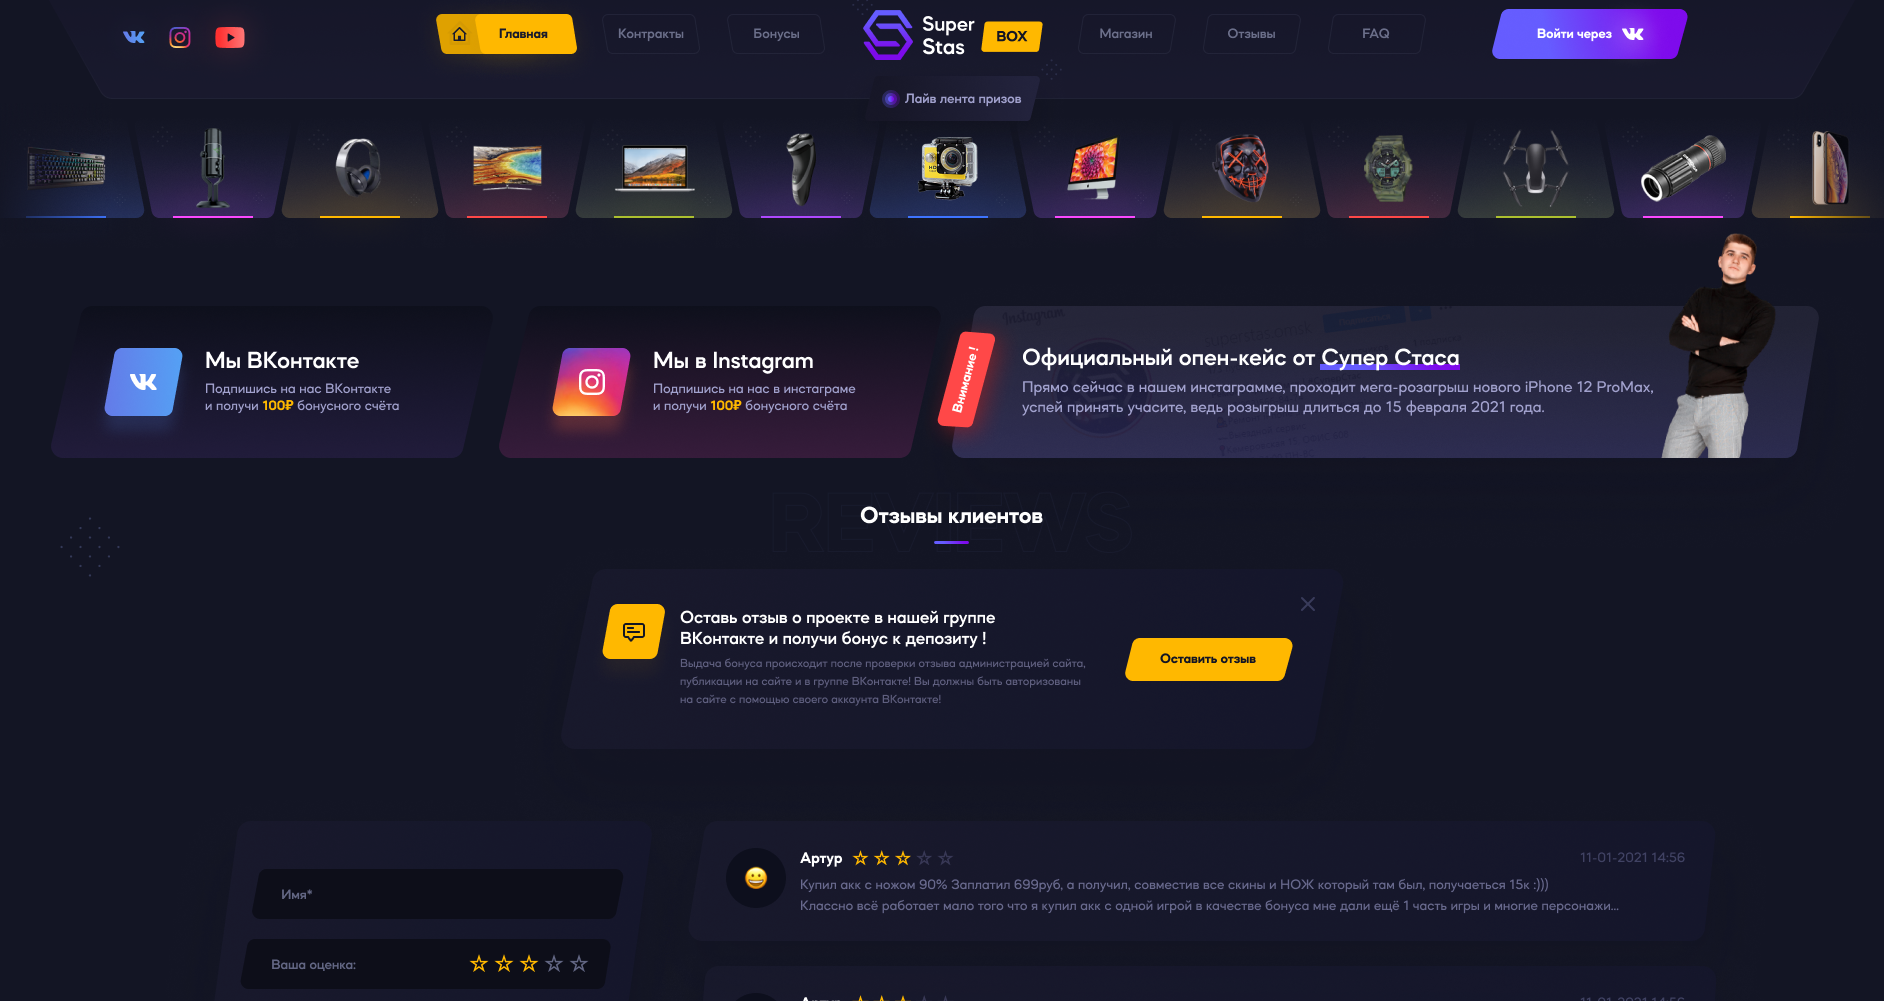 Главная
Контракты
Бонусы
Super
Stas
BOX
Магазин
Отзывы
FAQ
Войти через
Лайв лента призов
Мы ВКонтакте
Подпишись на нас ВКонтакте
и получи 100₽ бонусного счёта
Мы в Instagram
Подпишись на нас в инстаграме
и получи 100₽ бонусного счёта
Внимание !
Официальный опен-кейс от Супер Стаса
Прямо сейчас в нашем инстаграмме, проходит мега-розагрыш нового iPhone 12 ProMax,
успей принять учасите, ведь розыгрыш длиться до 15 февраля 2021 года.
REVIEWS
Отзывы клиентов
Оставь отзыв о проекте в нашей группе
ВКонтакте и получи бонус к депозиту !
Выдача бонуса происходит после проверки отзыва администрацией сайта,
публикации на сайте и в группе ВКонтакте! Вы должны быть авторизованы
на сайте с помощью своего аккаунта ВКонтакте!
Оставить отзыв
Имя*
Ваша оценка:
Артур
11-01-2021 14:56
Купил акк с ножом 90% Заплатил 699руб, а получил, совместив все скины и НОЖ который там был, получаеться 15к :)))
Классно всё работает мало того что я купил акк с одной игрой в качестве бонуса мне дали ещё 1 часть игры и многие персонажи...
Артур
11-01-2021 14:56